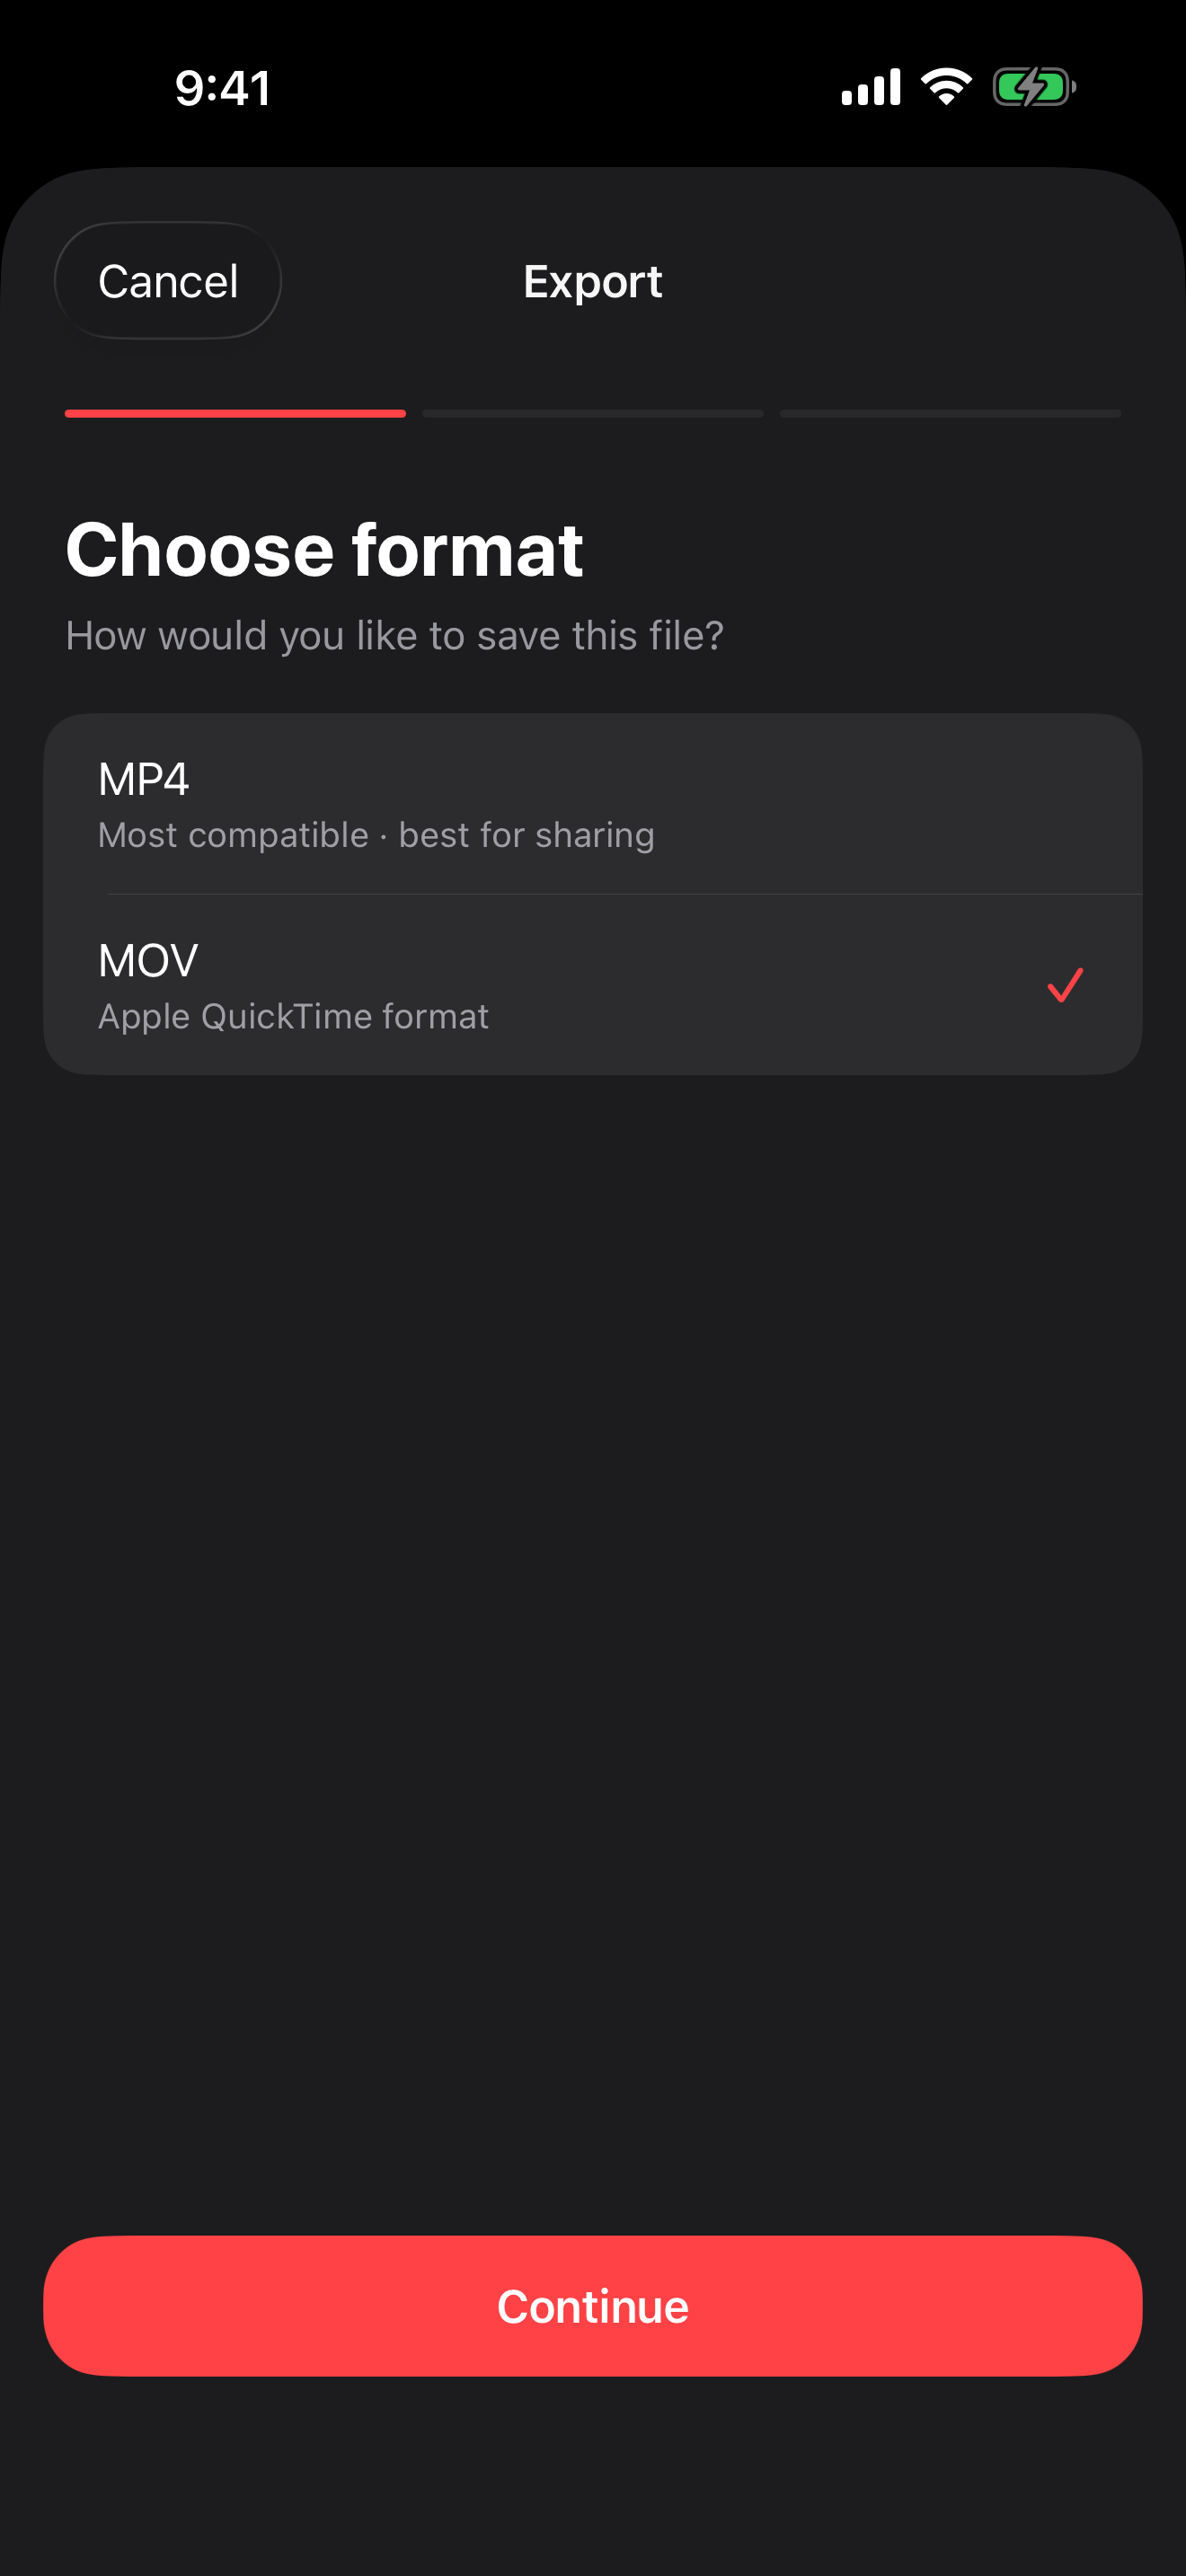 9:41
Cancel
Export
Choose format
How would you like to save this file?
MP4
Most compatible · best for sharing
MOV
Apple QuickTime format
Continue